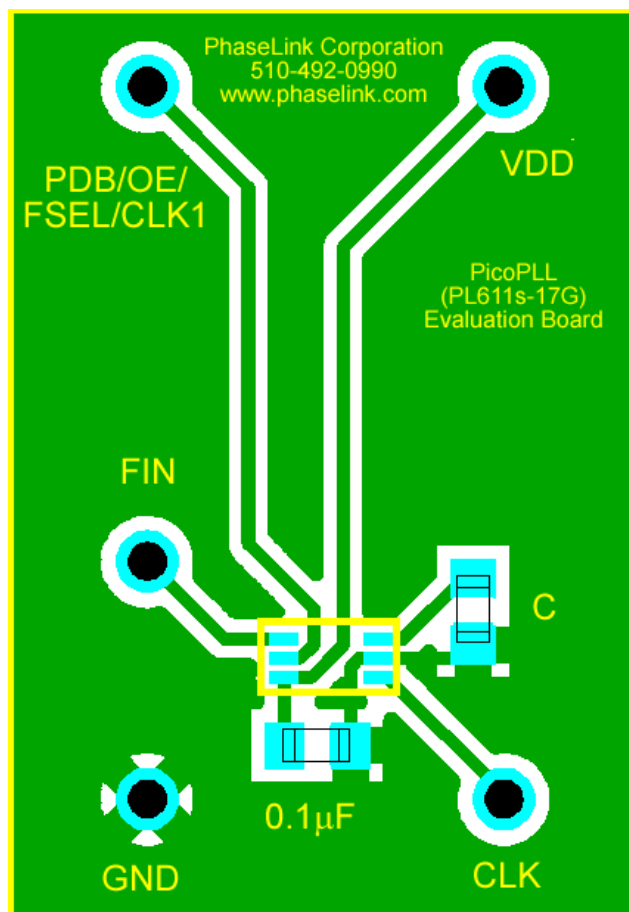 PhaseLink Corporation
510-492-0990
www.phaselink.com
VDD
PDB/OE/
FSEL/CLK1
PicoPLL
(PL611s-17G)
Evaluation Board
FIN
C
0.1μF
GND
CLK